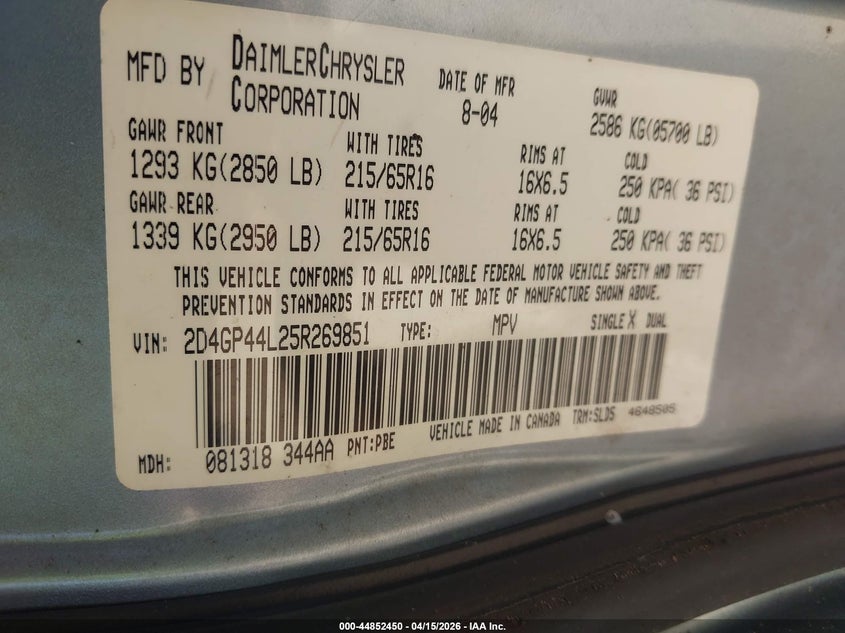 MFD BY DAIMLERCHRYSLER CORPORATION DATE OF MFR 8-04 GVWR 2586 KG(05700 LB)
GAWR FRONT WITH TIRES RIMS AT COLD
1293 KG(2850 LB) 215/65R16 16X6.5 250 KPA( 36 PSI)
GAWR REAR WITH TIRES RIMS AT COLD
1339 KG(2950 LB) 215/65R16 16X6.5 250 KPA( 36 PSI)
THIS VEHICLE CONFORMS TO ALL APPLICABLE FEDERAL MOTOR VEHICLE SAFETY AND THEFT
PREVENTION STANDARDS IN EFFECT ON THE DATE OF MANUFACTURE SHOWN ABOVE.
VIN: 2D4GP44L25R269851 TYPE: MPV SINGLE X DUAL
MDH: 081318 344AA PNT:PBE VEHICLE MADE IN CANADA TRM:SLD5 4648505
000-44852450 - 04/15/2026 - IAA Inc.